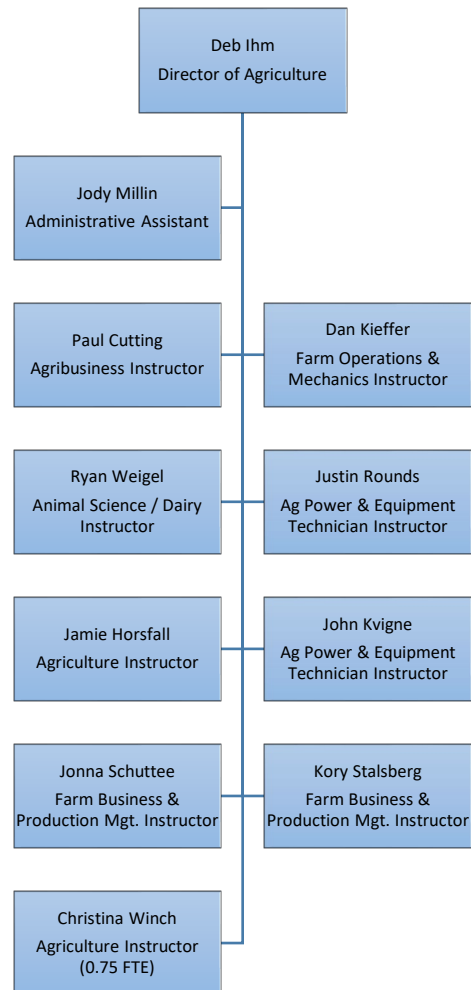 Deb Ihm
Director of Agriculture
Jody Millin
Administrative Assistant
Paul Cutting
Agribusiness Instructor
Dan Kieffer
Farm Operations &
Mechanics Instructor
Ryan Weigel
Animal Science / Dairy
Instructor
Justin Rounds
Ag Power & Equipment
Technician Instructor
Jamie Horsfall
Agriculture Instructor
John Kvigne
Ag Power & Equipment
Technician Instructor
Jonna Schuttee
Farm Business &
Production Mgt. Instructor
Kory Stalsberg
Farm Business &
Production Mgt. Instructor
Christina Winch
Agriculture Instructor
(0.75 FTE)